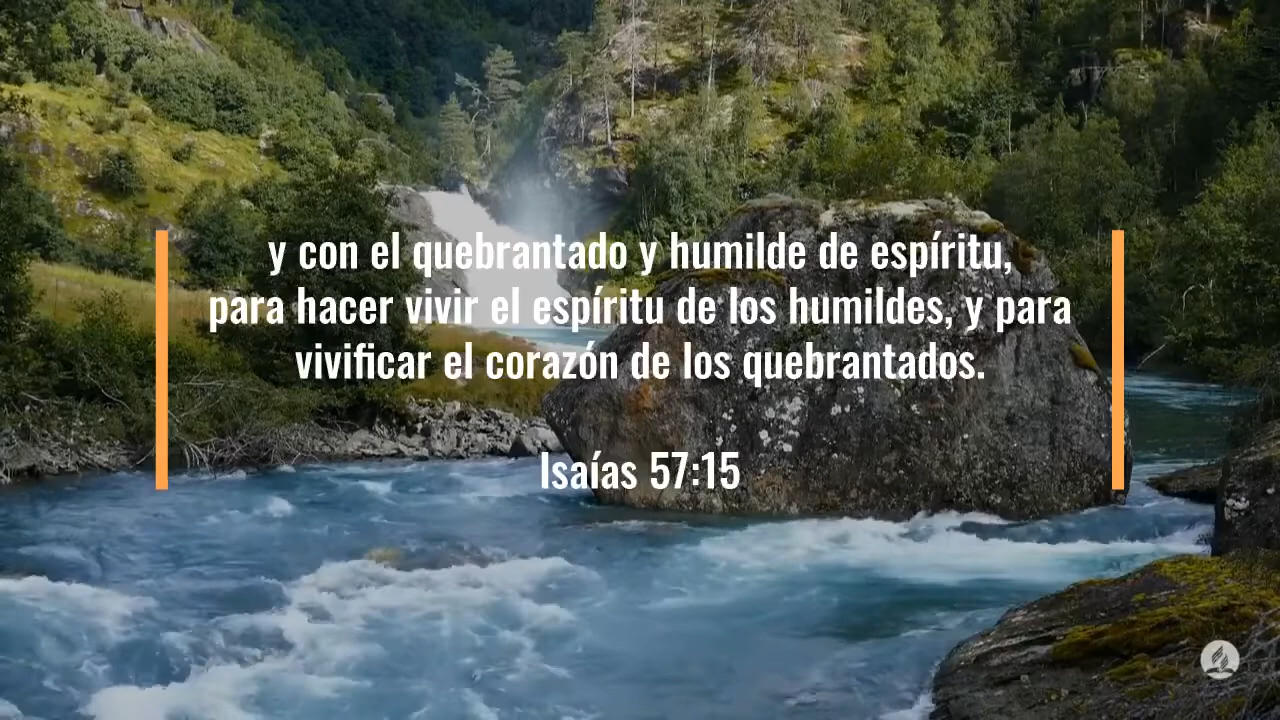 y con el quebrantado y humilde de espíritu,
para hacer vivir el espíritu de los humildes, y para
vivificar el corazón de los quebrantados.
Isaías 57:15